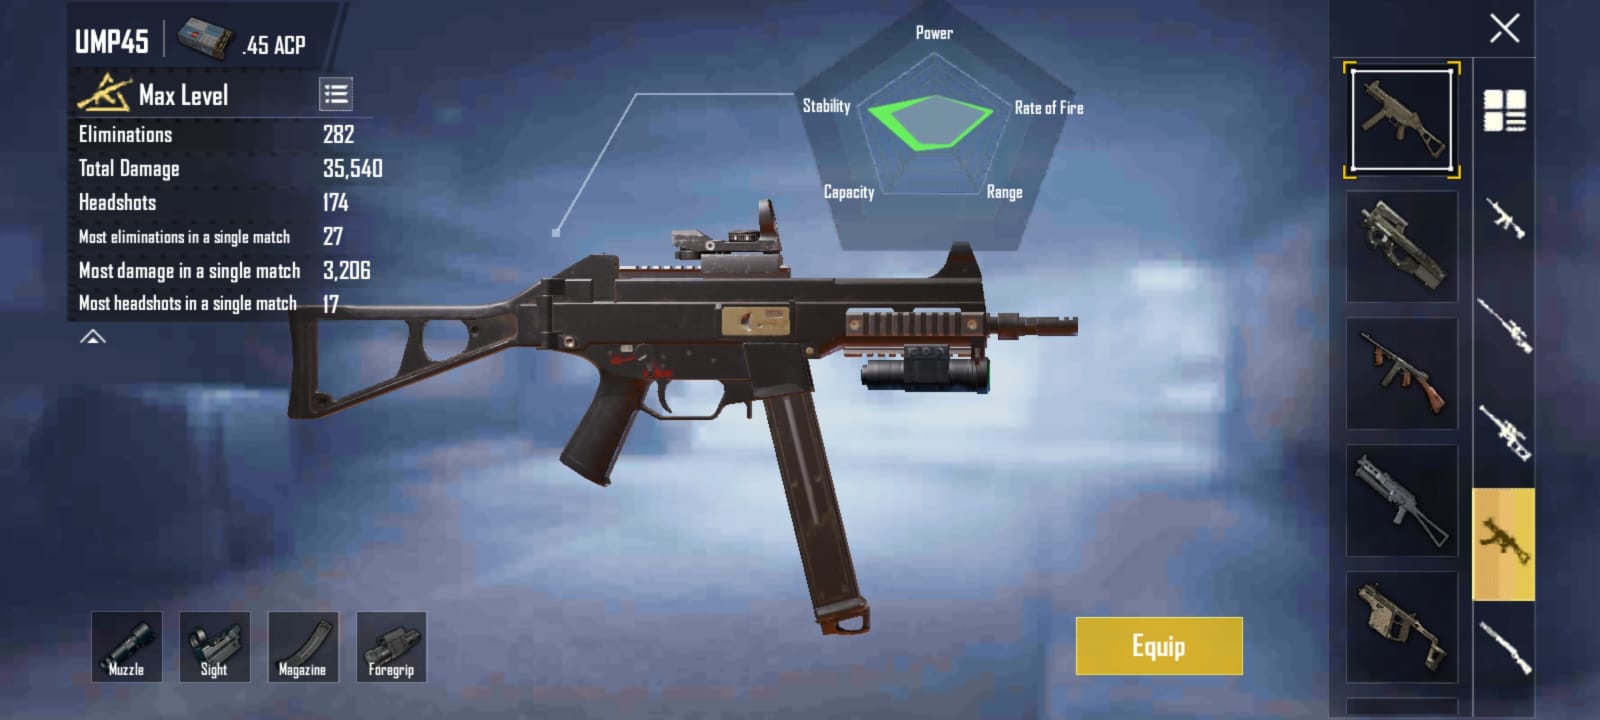 UMP45
.45 ACP
Max Level
Eliminations 282
Total Damage 35,540
Headshots 174
Most eliminations in a single match 27
Most damage in a single match 3,206
Most headshots in a single match 17
Power
Stability
Rate of Fire
Capacity
Range
Muzzle
Sight
Magazine
Foregrip
Equip